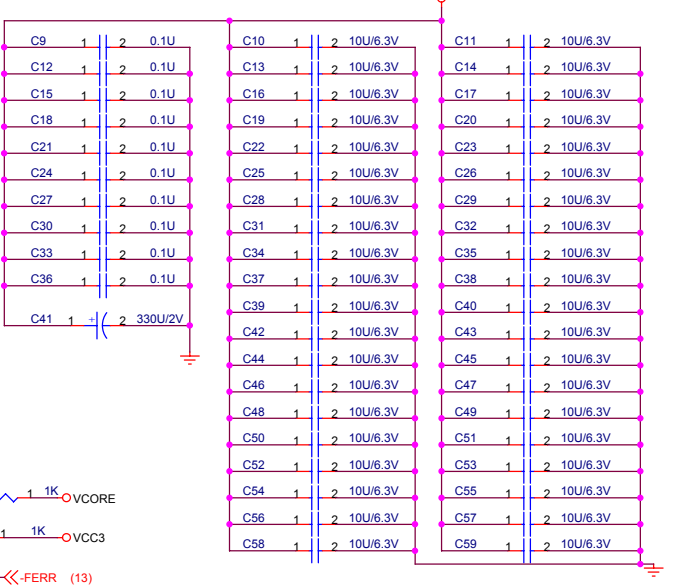 C9 1 2 0.1U C10 1 2 10U/6.3V C11 1 2 10U/6.3V
C12 1 2 0.1U C13 1 2 10U/6.3V C14 1 2 10U/6.3V
C15 1 2 0.1U C16 1 2 10U/6.3V C17 1 2 10U/6.3V
C18 1 2 0.1U C19 1 2 10U/6.3V C20 1 2 10U/6.3V
C21 1 2 0.1U C22 1 2 10U/6.3V C23 1 2 10U/6.3V
C24 1 2 0.1U C25 1 2 10U/6.3V C26 1 2 10U/6.3V
C27 1 2 0.1U C28 1 2 10U/6.3V C29 1 2 10U/6.3V
C30 1 2 0.1U C31 1 2 10U/6.3V C32 1 2 10U/6.3V
C33 1 2 0.1U C34 1 2 10U/6.3V C35 1 2 10U/6.3V
C36 1 2 0.1U C37 1 2 10U/6.3V C38 1 2 10U/6.3V
C39 1 2 10U/6.3V C40 1 2 10U/6.3V
C41 1 + 2 330U/2V C42 1 2 10U/6.3V C43 1 2 10U/6.3V
C44 1 2 10U/6.3V C45 1 2 10U/6.3V
C46 1 2 10U/6.3V C47 1 2 10U/6.3V
C48 1 2 10U/6.3V C49 1 2 10U/6.3V
C50 1 2 10U/6.3V C51 1 2 10U/6.3V
C52 1 2 10U/6.3V C53 1 2 10U/6.3V
1 1K VCORE C54 1 2 10U/6.3V C55 1 2 10U/6.3V
C56 1 2 10U/6.3V C57 1 2 10U/6.3V
1 1K VCC3 C58 1 2 10U/6.3V C59 1 2 10U/6.3V
-FERR (13)